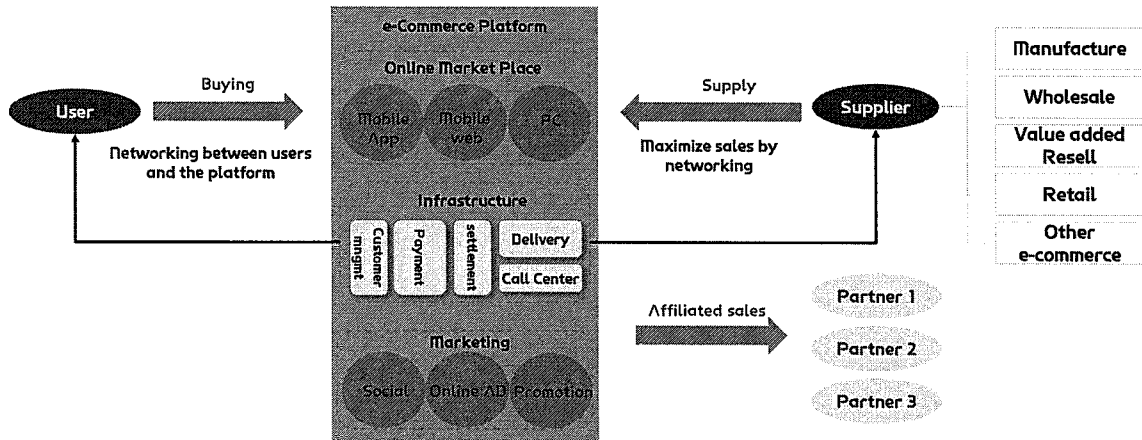 e-Commerce Platform
Online Market Place
Mobile
App
Mobile
web
PC
User
Buying
Networking between users
and the platform
Supply
Maximize sales by
networking
Supplier
Manufacture
Wholesale
Value added
Resell
Retail
Other
e-commerce
Infrastructure
Customer
mngmt
Payment
settlement
Delivery
Call Center
Affiliated sales
Partner 1
Partner 2
Partner 3
Marketing
Social
Online AD
Promotion